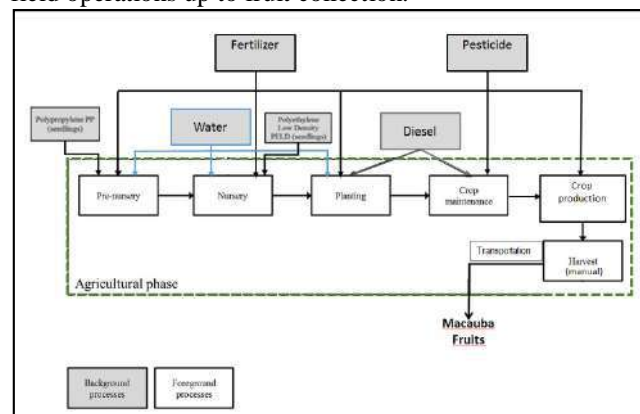 field operations up to fruit collection.
Fertilizer
Pesticide
Polypropylene PP
(seedlings)
Water
Polyethylene
Low Density
PELD (seedlings)
Diesel
Pre-nursery
Nursery
Planting
Crop
maintenance
Crop
production
Transportation
Harvest
(manual)
Agricultural phase
Macauba
Fruits
Background
processes
Foreground
processes